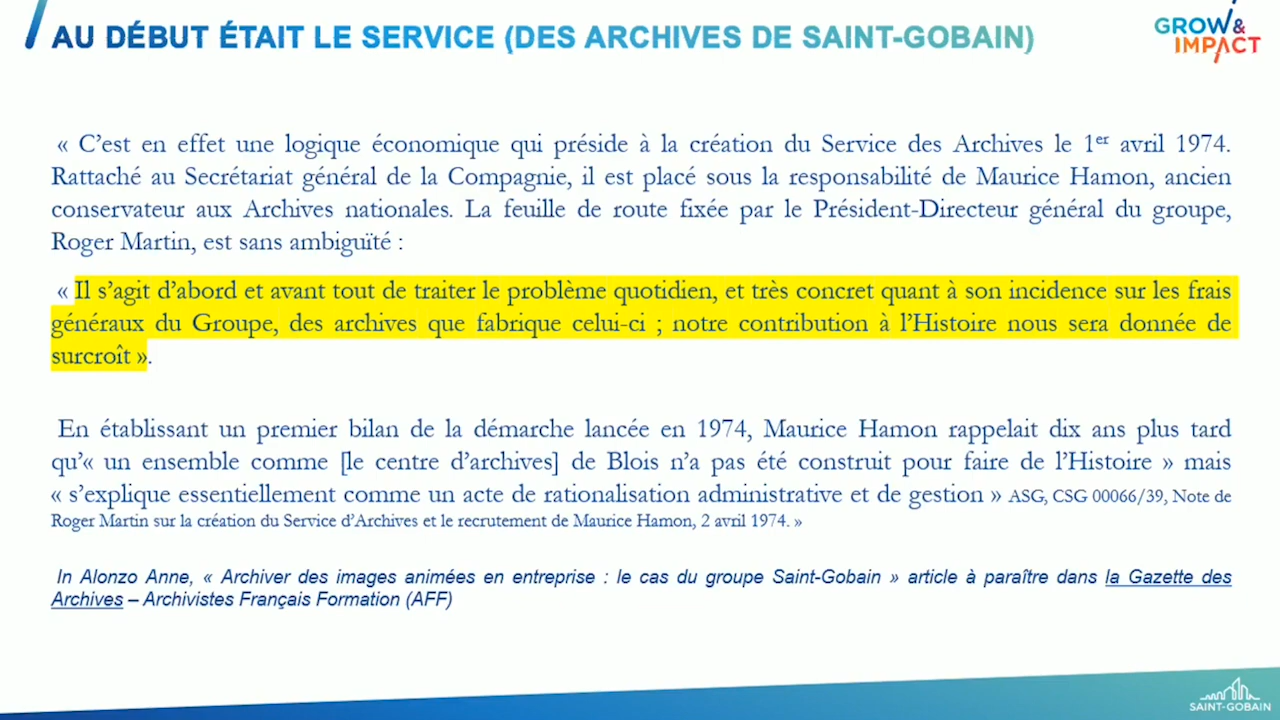 AU DÉBUT ÉTAIT LE SERVICE (DES ARCHIVES DE SAINT-GOBAIN)
GROW &
IMPACT
« C’est en effet une logique économique qui préside à la création du Service des Archives le 1er avril 1974.
Rattaché au Secrétariat général de la Compagnie, il est placé sous la responsabilité de Maurice Hamon, ancien
conservateur aux Archives nationales. La feuille de route fixée par le Président-Directeur général du groupe,
Roger Martin, est sans ambiguïté :
« Il s’agit d’abord et avant tout de traiter le problème quotidien, et très concret quant à son incidence sur les frais
généraux du Groupe, des archives que fabrique celui-ci ; notre contribution à l’Histoire nous sera donnée de
surcroît ».
En établissant un premier bilan de la démarche lancée en 1974, Maurice Hamon rappelait dix ans plus tard
qu’« un ensemble comme [le centre d’archives] de Blois n’a pas été construit pour faire de l’Histoire » mais
« s’explique essentiellement comme un acte de rationalisation administrative et de gestion » ASG, CSG 00066/39, Note de
Roger Martin sur la création du Service d’Archives et le recrutement de Maurice Hamon, 2 avril 1974. »
In Alonzo Anne, « Archiver des images animées en entreprise : le cas du groupe Saint-Gobain » article à paraître dans la Gazette des
Archives – Archivistes Français Formation (AFF)
SAINT-GOBAIN